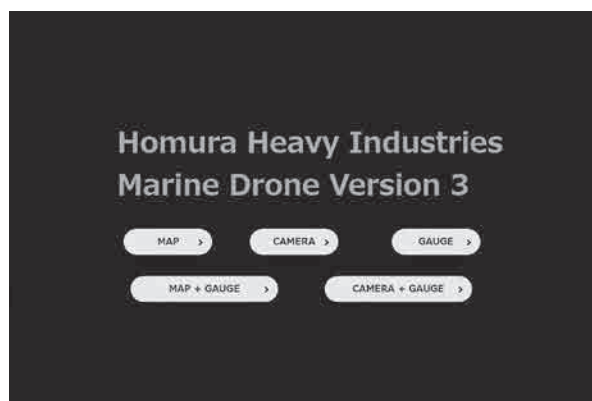 Homura Heavy Industries
Marine Drone Version 3
MAP > CAMERA > GAUGE >
MAP + GAUGE > CAMERA + GAUGE >